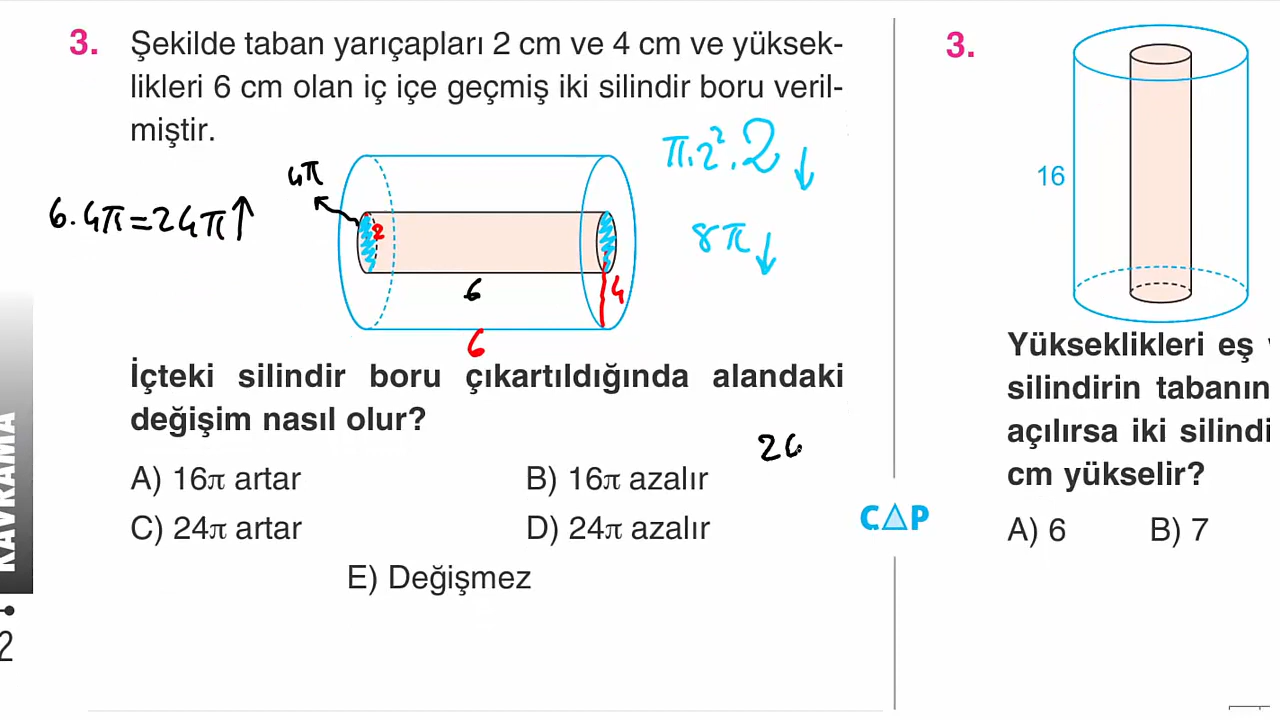 3. Şekilde taban yarıçapları 2 cm ve 4 cm ve yüksek-
likleri 6 cm olan iç içe geçmiş iki silindir boru veril-
miştir.
4π
6.4π=24π↑
2
6
4
6
π.2².2↓
8π↓
İçteki silindir boru çıkartıldığında alandaki
değişim nasıl olur?
A) 16π artar
B) 16π azalır
C) 24π artar
D) 24π azalır
E) Değişmez
KAVRAMA
2
CAP
3.
16
Yükseklikleri eş
silindirin tabanın
açılırsa iki silindi
cm yükselir?
A) 6
B) 7